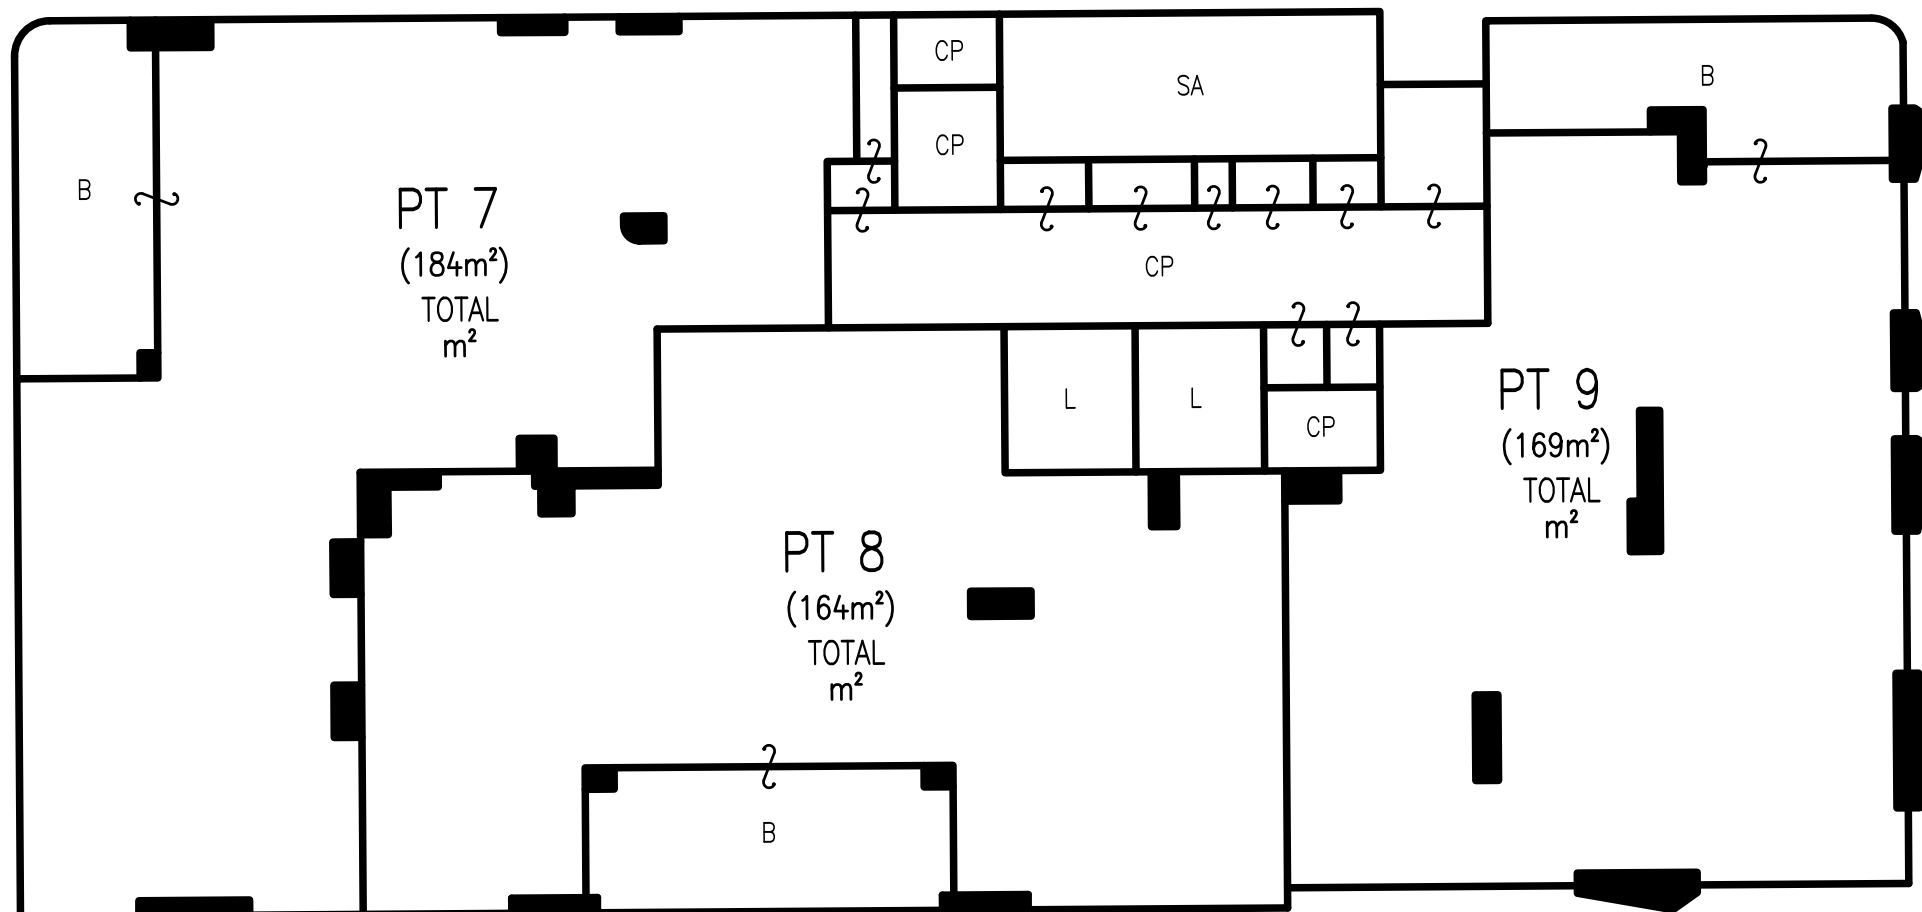 CP
SA
B
CP
B
PT 7
(184m²)
TOTAL
m²
CP
PT 9
(169m²)
TOTAL
m²
L
L
CP
PT 8
(164m²)
TOTAL
m²
B